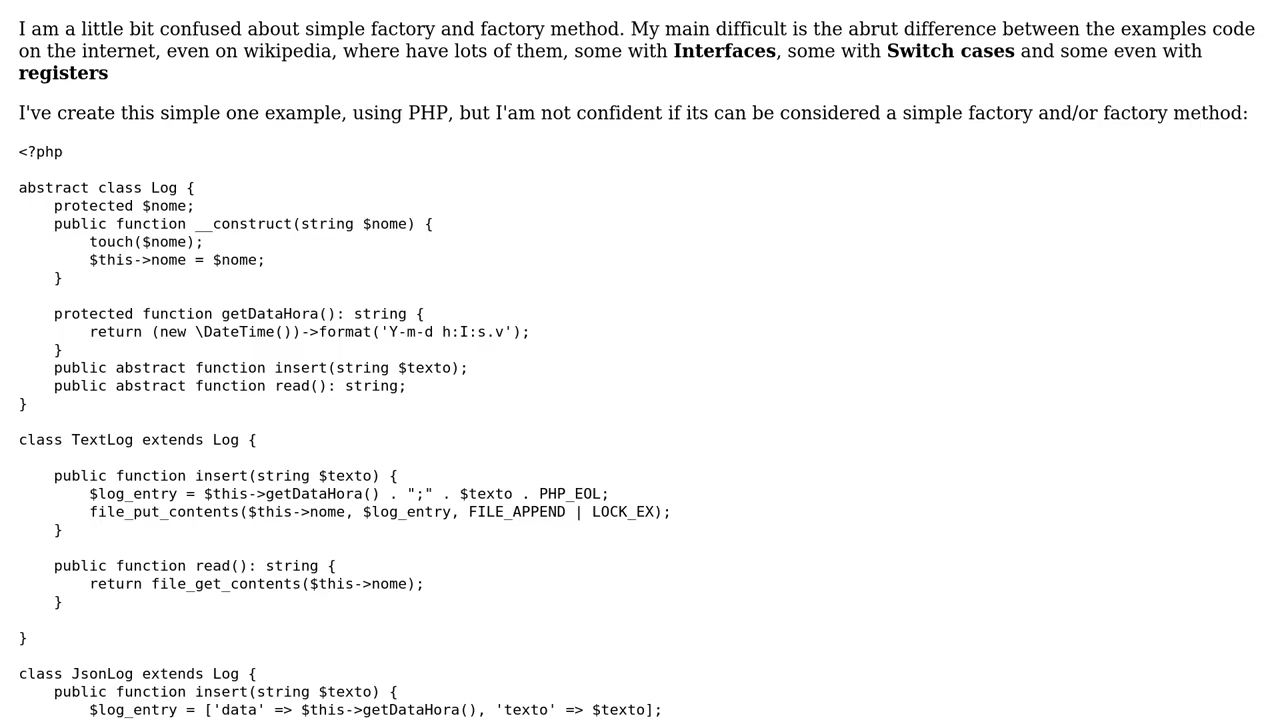 I am a little bit confused about simple factory and factory method. My main difficult is the abrut difference between the examples code
on the internet, even on wikipedia, where have lots of them, some with Interfaces, some with Switch cases and some even with
registers
I've create this simple one example, using PHP, but I'am not confident if its can be considered a simple factory and/or factory method:
<?php
abstract class Log {
    protected $nome;
    public function __construct(string $nome) {
        touch($nome);
        $this->nome = $nome;
    }
    protected function getDataHora(): string {
        return (new \DateTime())->format('Y-m-d h:I:s.v');
    }
    public abstract function insert(string $texto);
    public abstract function read(): string;
}
class TextLog extends Log {
    public function insert(string $texto) {
        $log_entry = $this->getDataHora() . ";" . $texto . PHP_EOL;
        file_put_contents($this->nome, $log_entry, FILE_APPEND | LOCK_EX);
    }
    public function read(): string {
        return file_get_contents($this->nome);
    }
}
class JsonLog extends Log {
    public function insert(string $texto) {
        $log_entry = ['data' => $this->getDataHora(), 'texto' => $texto];